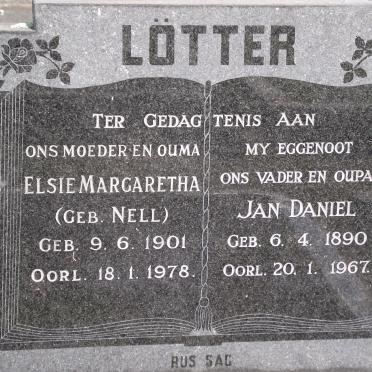 LÖTTER
TER GEDAGTENIS AAN
ONS MOEDER EN OUMA
ELSIE MARGARETHA
(GEB. NELL)
GEB. 9. 6. 1901
OORL. 18. 1. 1978.
MY EGGENOOT
ONS VADER EN OUPA
JAN DANIEL
GEB. 6. 4. 1890
OORL. 20. 1. 1967.
RUS SAG